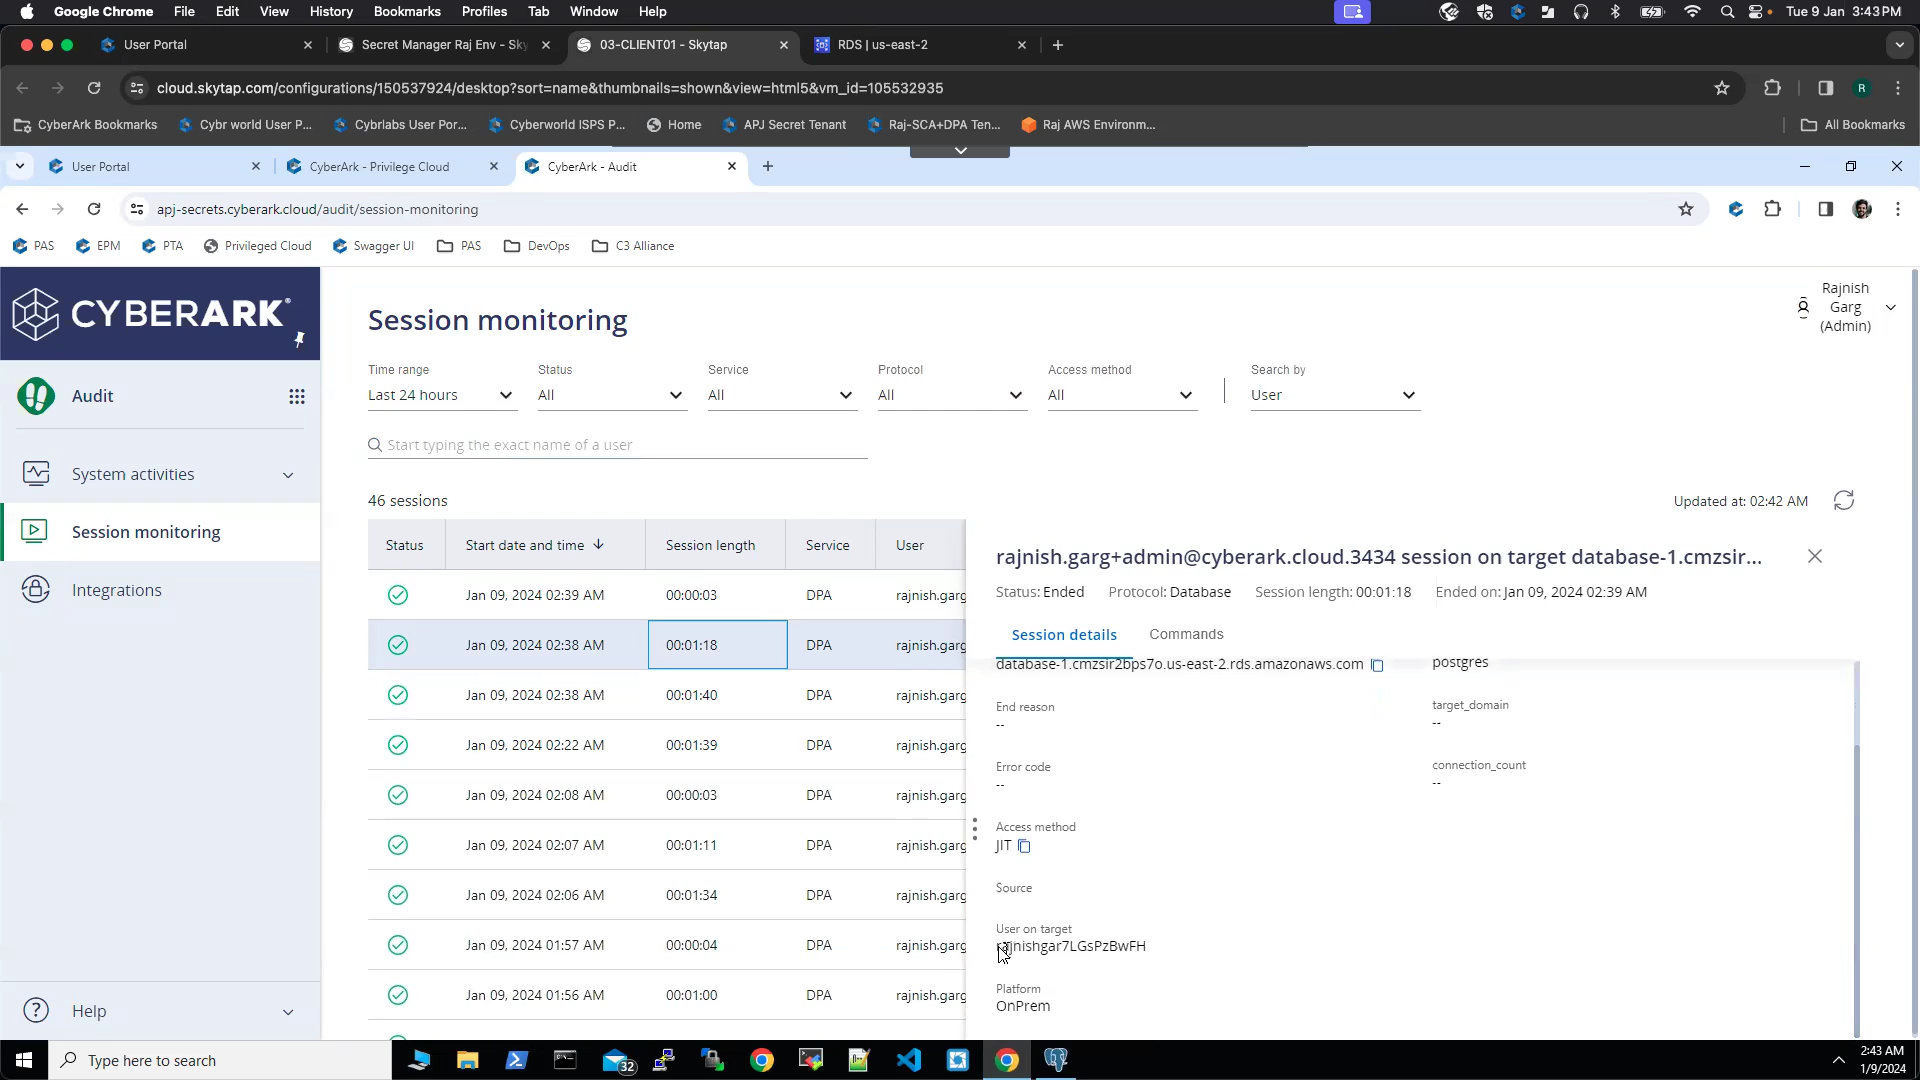 Google Chrome File Edit View History Bookmarks Profiles Tab Window Help Tue 9 Jan 3:43 PM
User Portal
Secret Manager Raj Env - Sky
03-CLIENT01 - Skytap
RDS | us-east-2
cloud.skytap.com/configurations/150537924/desktop?sort=name&thumbnails=shown&view=html5&vm_id=105532935
R
CyberArk Bookmarks Cybr world User P... Cybrlabs User Por... Cyberworld ISPS P... Home APJ Secret Tenant Raj-SCA+DPA Ten... Raj AWS Environm... All Bookmarks
User Portal
CyberArk - Privilege Cloud
CyberArk - Audit
apj-secrets.cyberark.cloud/audit/session-monitoring
PAS EPM PTA Privileged Cloud Swagger UI PAS DevOps C3 Alliance
CYBERARK®
Audit
System activities
Session monitoring
Integrations
Help
Rajnish
Garg
(Admin)
Session monitoring
Time range Status Service Protocol Access method Search by
Last 24 hours All All All All User
Start typing the exact name of a user
46 sessions
Updated at: 02:42 AM
Status Start date and time Session length Service User
Jan 09, 2024 02:39 AM 00:00:03 DPA rajnish.garg
Jan 09, 2024 02:38 AM 00:01:18 DPA rajnish.garg
Jan 09, 2024 02:38 AM 00:01:40 DPA rajnish.garg
Jan 09, 2024 02:22 AM 00:01:39 DPA rajnish.garg
Jan 09, 2024 02:08 AM 00:00:03 DPA rajnish.garg
Jan 09, 2024 02:07 AM 00:01:11 DPA rajnish.garg
Jan 09, 2024 02:06 AM 00:01:34 DPA rajnish.garg
Jan 09, 2024 01:57 AM 00:00:04 DPA rajnish.garg
Jan 09, 2024 01:56 AM 00:01:00 DPA rajnish.garg
rajnish.garg+admin@cyberark.cloud.3434 session on target database-1.cmzsir...
Status: Ended Protocol: Database Session length: 00:01:18 Ended on: Jan 09, 2024 02:39 AM
Session details Commands
database-1.cmzsir2bps7o.us-east-2.rds.amazonaws.com postgres
End reason target_domain
-- --
Error code connection_count
-- --
Access method
JIT
Source
User on target
rajnishgar7LGsPzBwFH
Platform
OnPrem
Type here to search
32
2:43 AM
1/9/2024